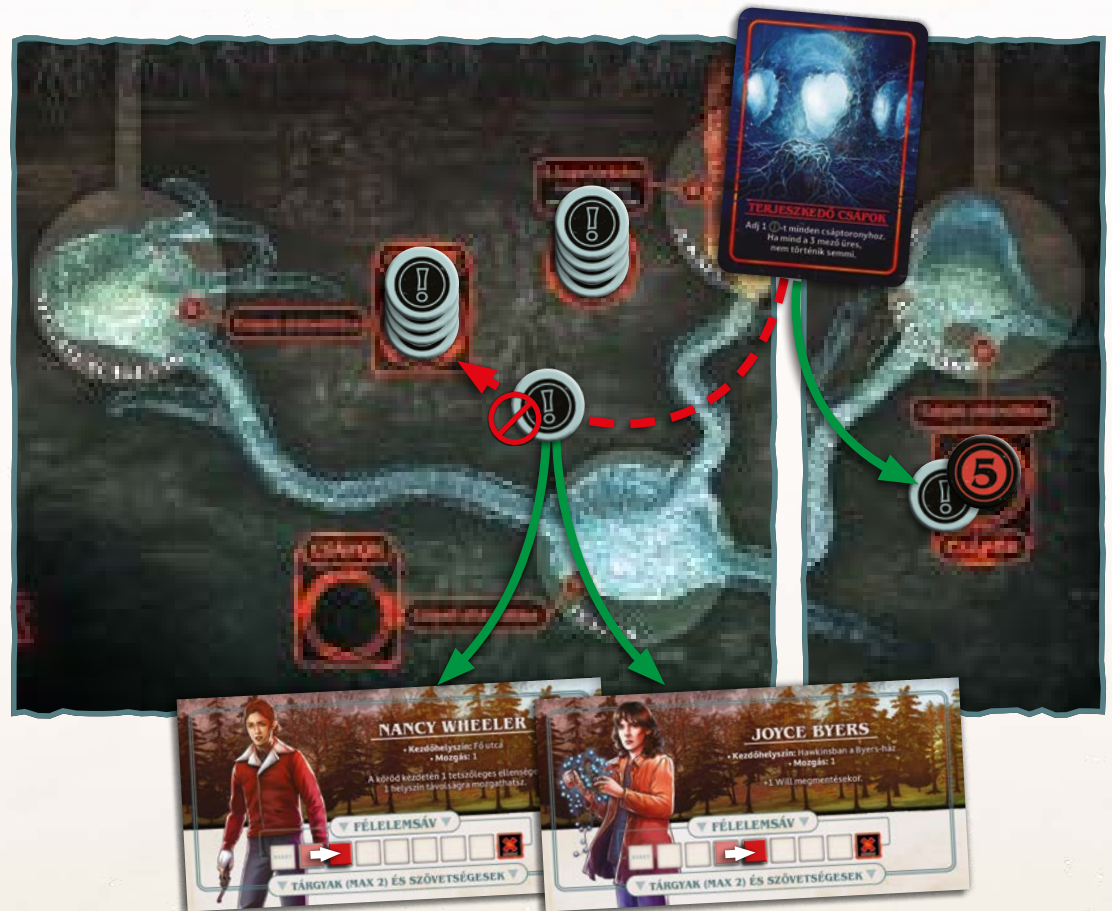 TERJESZKEDŐ CSÁPOK
Adj 1 !-t minden csáptoronyhoz.
Ha mind a 3 mező üres,
nem történik semmi.
!
!
!
!
5
NANCY WHEELER
• Kezdőhelyszín: Fő utca
• Mozgás: 1
A köröd kezdetén 1 tetszőleges ellenség
1 helyszín távolságra mozgathatsz.
FÉLELEMSÁV
START
TÁRGYAK (MAX 2) ÉS SZÖVETSÉGESEK
JOYCE BYERS
• Kezdőhelyszín: Hawkinsban a Byers-ház
• Mozgás: 1
+1 Will megmentésekor.
FÉLELEMSÁV
START
TÁRGYAK (MAX 2) ÉS SZÖVETSÉGESEK